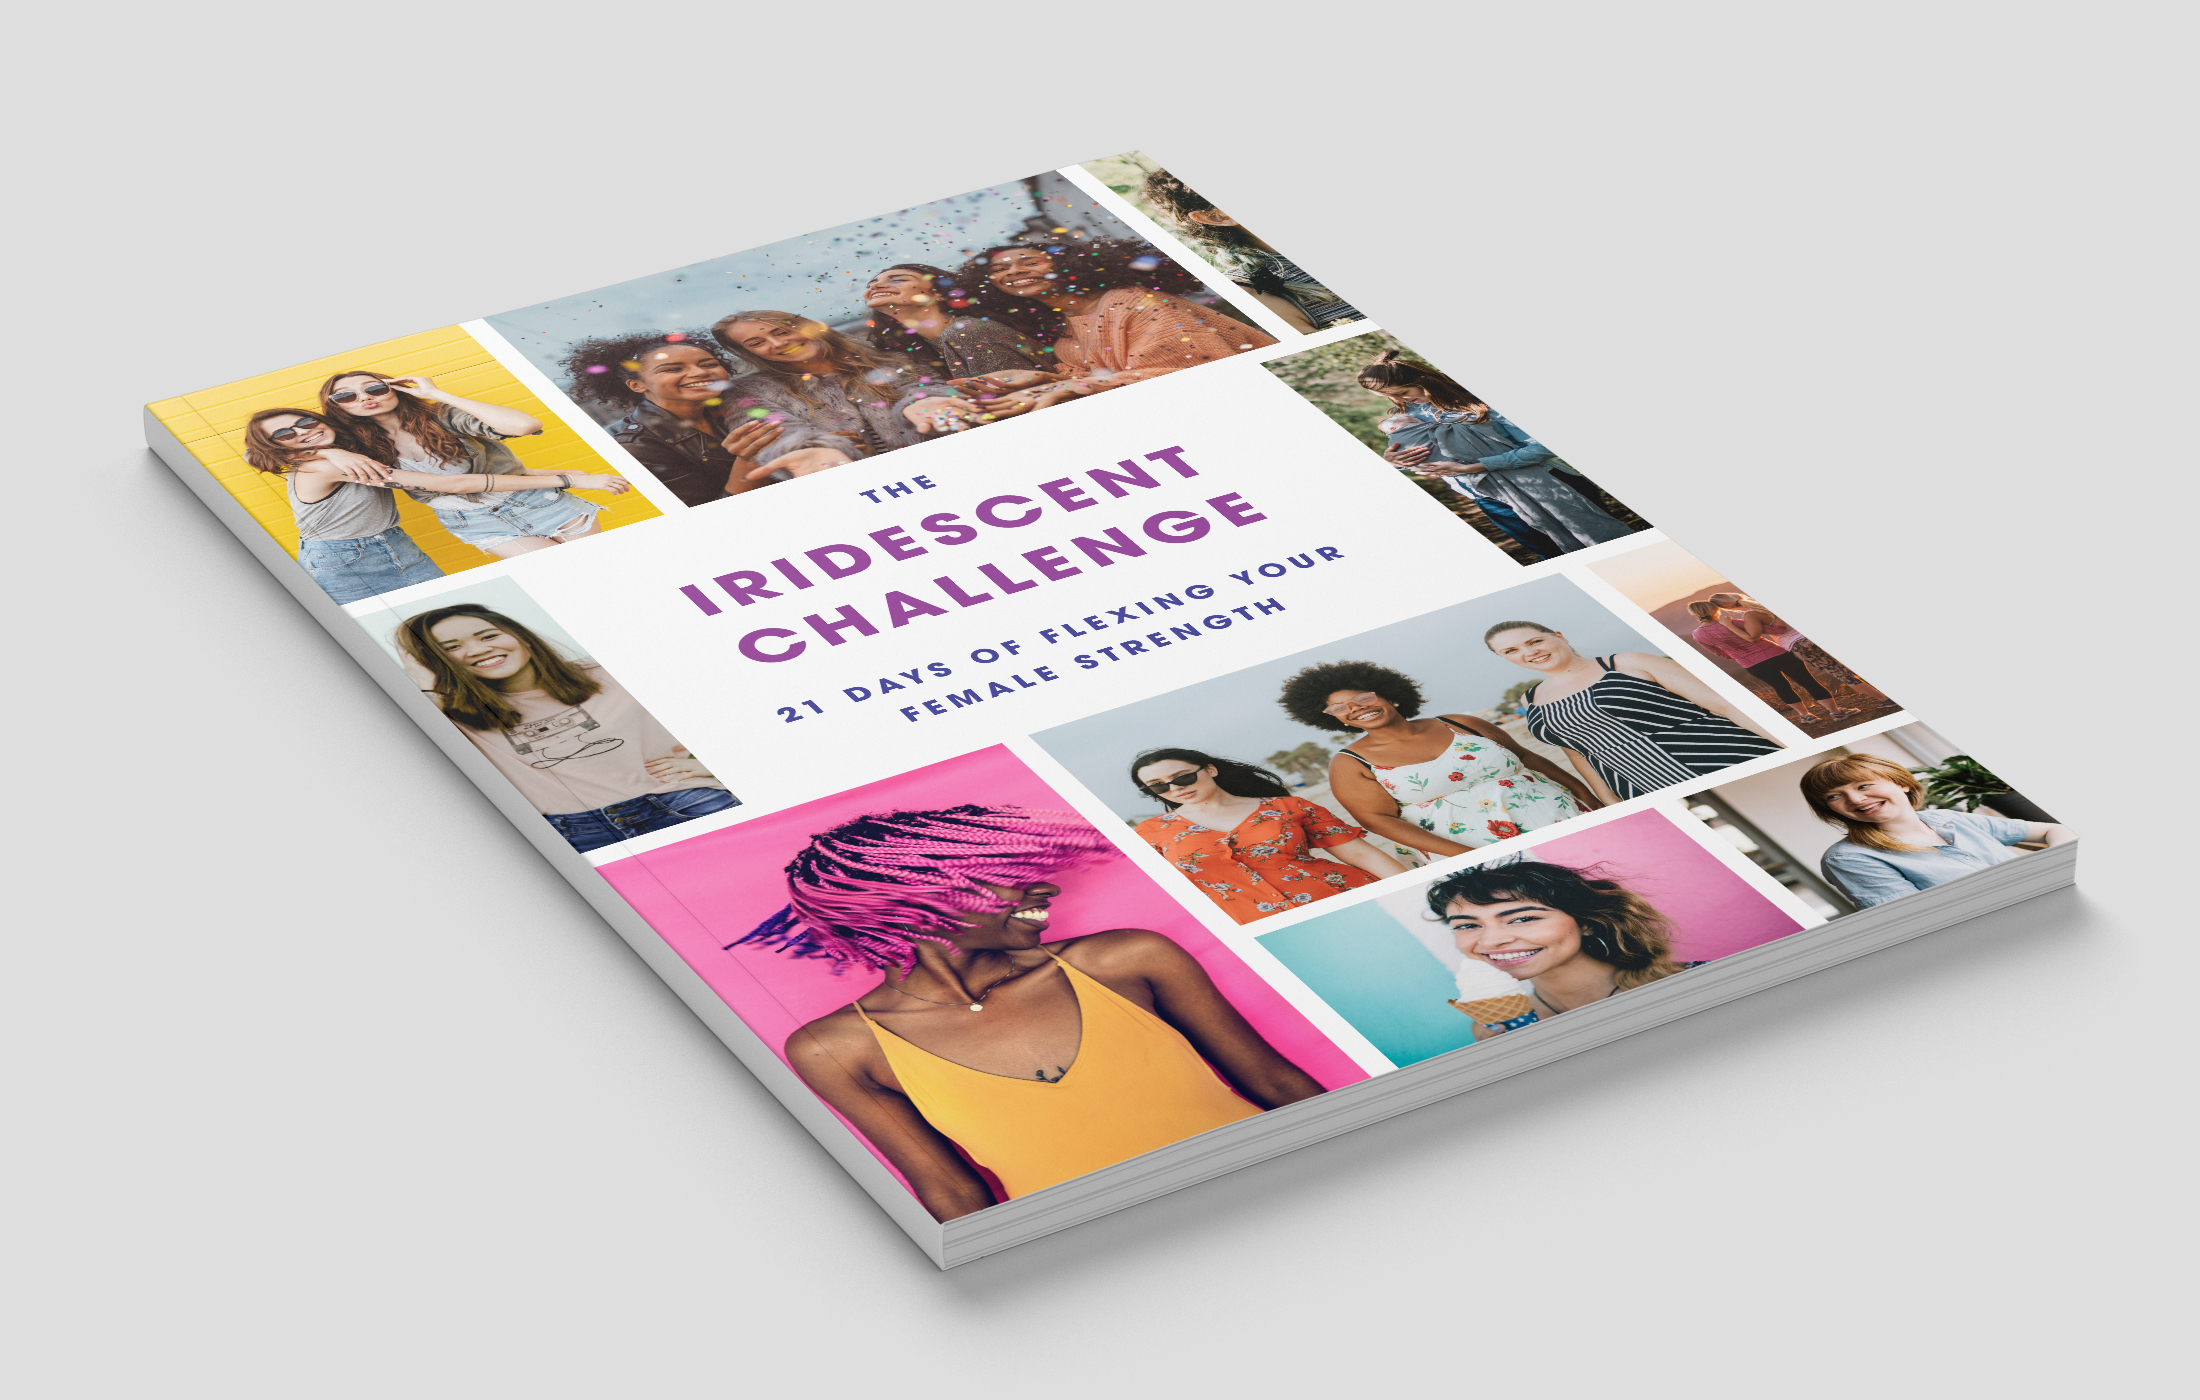 THE
IRIDESCENT
CHALLENGE
21 DAYS OF FLEXING YOUR
FEMALE STRENGTH